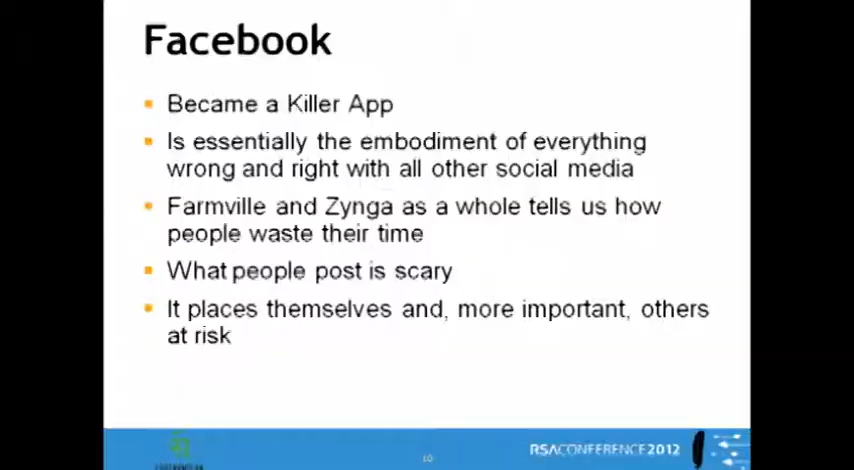 Facebook
Became a Killer App
Is essentially the embodiment of everything
wrong and right with all other social media
Farmville and Zynga as a whole tells us how
people waste their time
What people post is scary
It places themselves and, more important, others
at risk
10
RSACONFERENCE2012